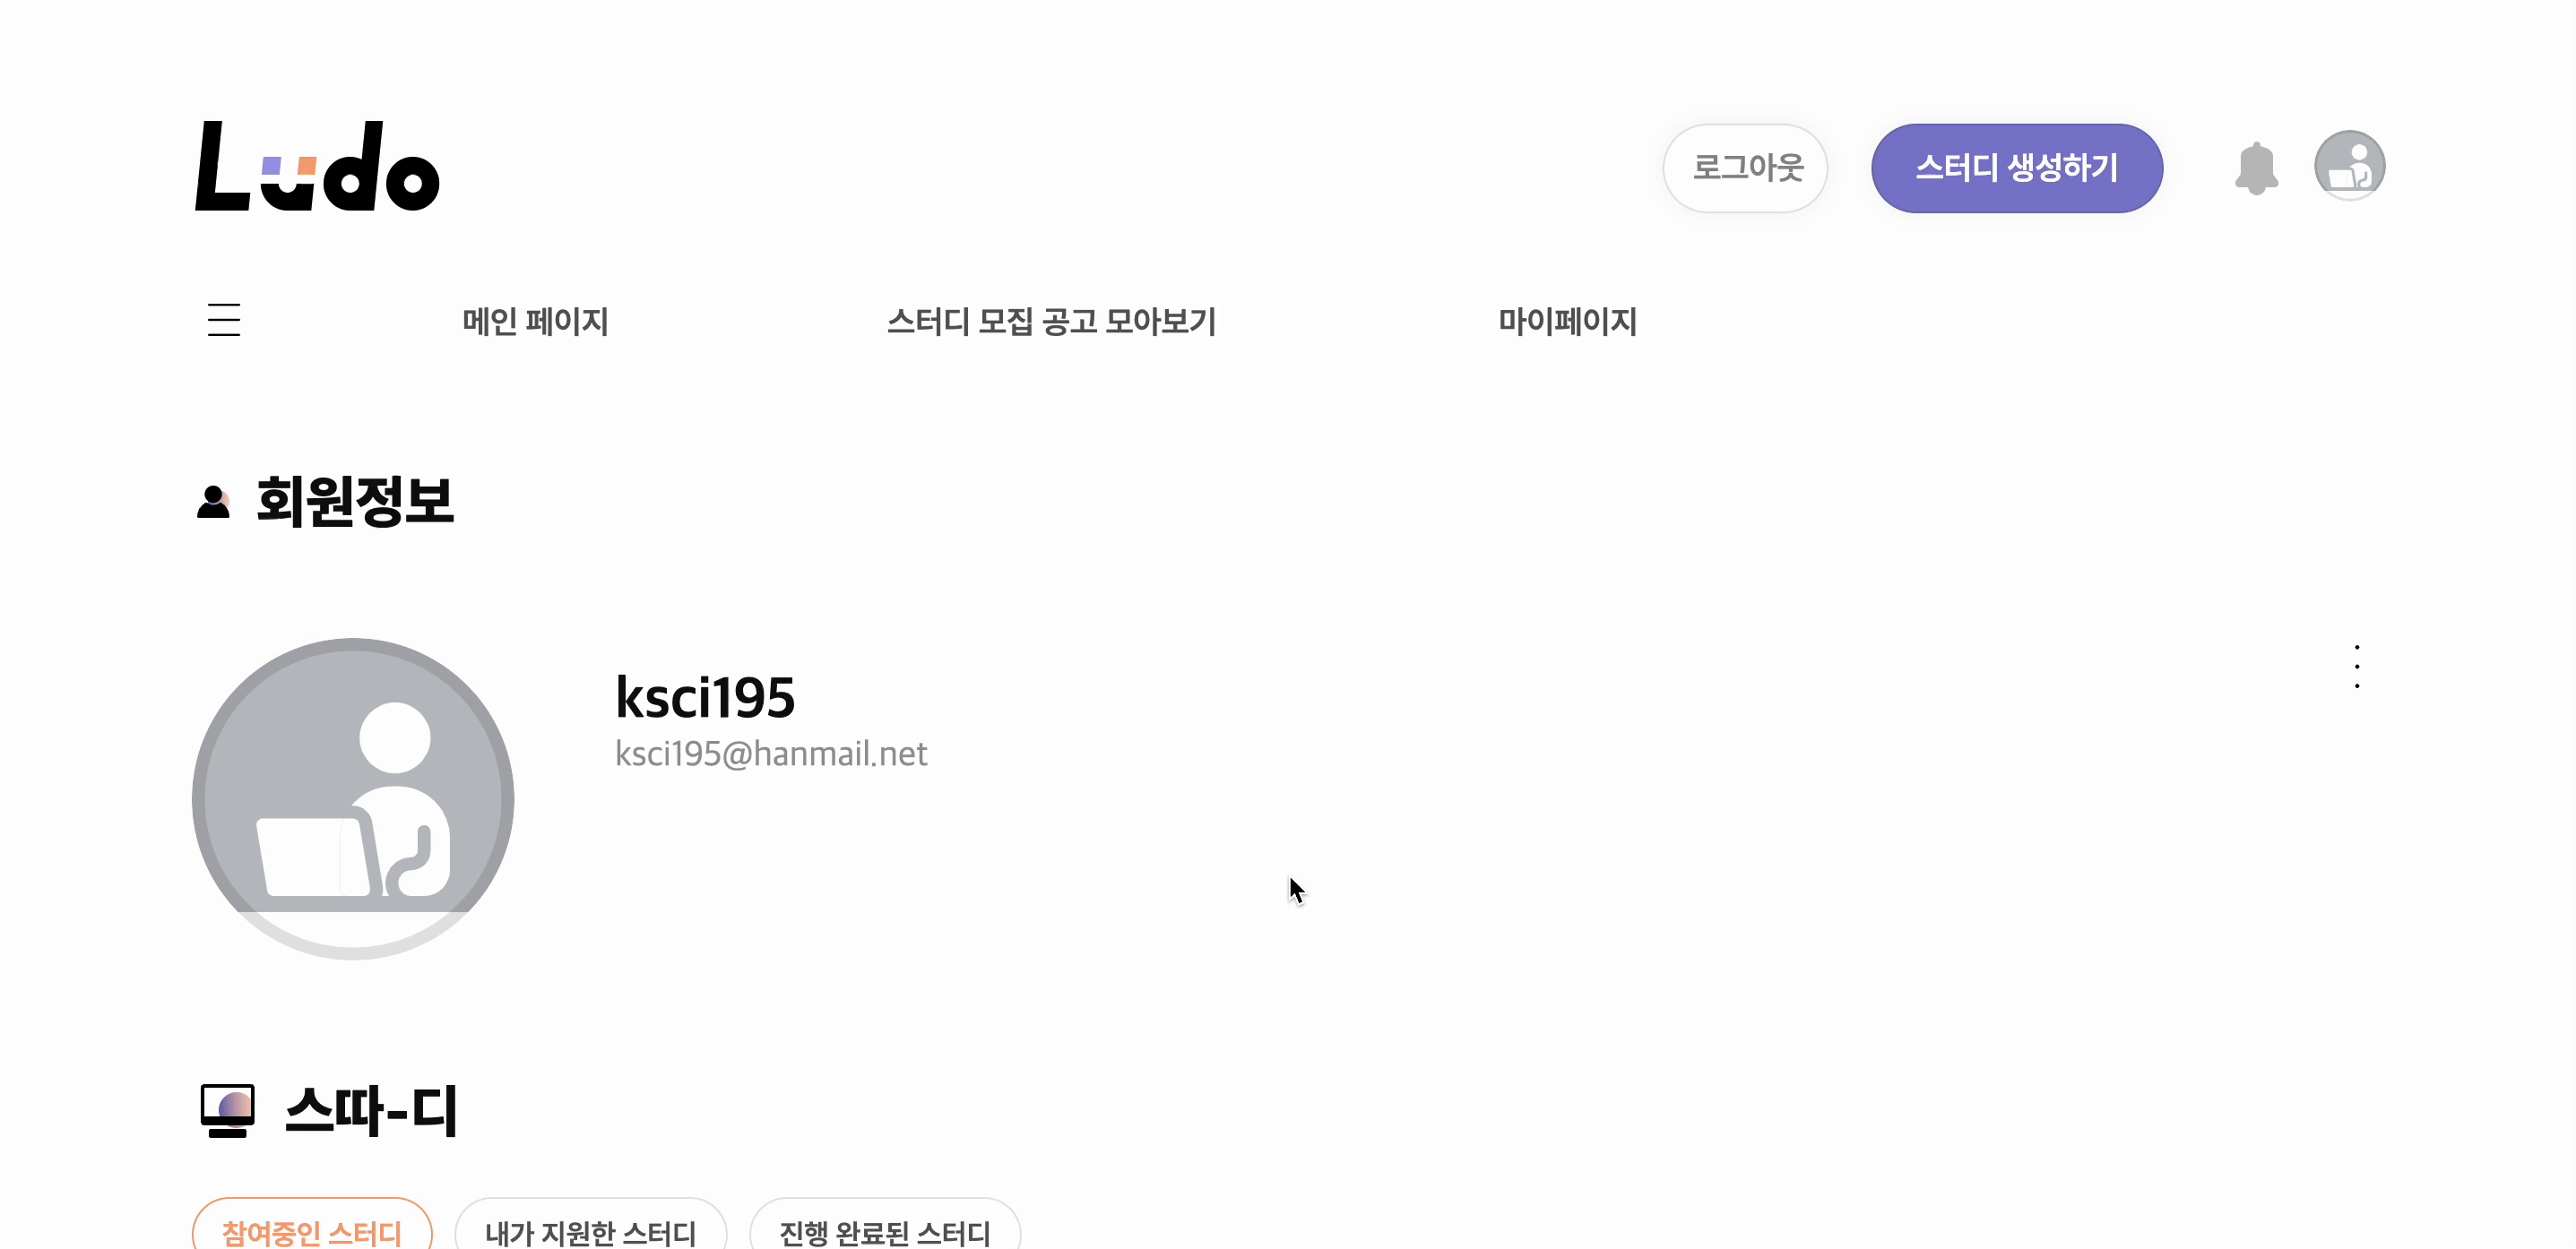 Ludo
로그아웃
스터디 생성하기
메인 페이지
스터디 모집 공고 모아보기
마이페이지
회원정보
ksci195
ksci195@hanmail.net
스따-디
참여중인 스터디
내가 지원한 스터디
진행 완료된 스터디